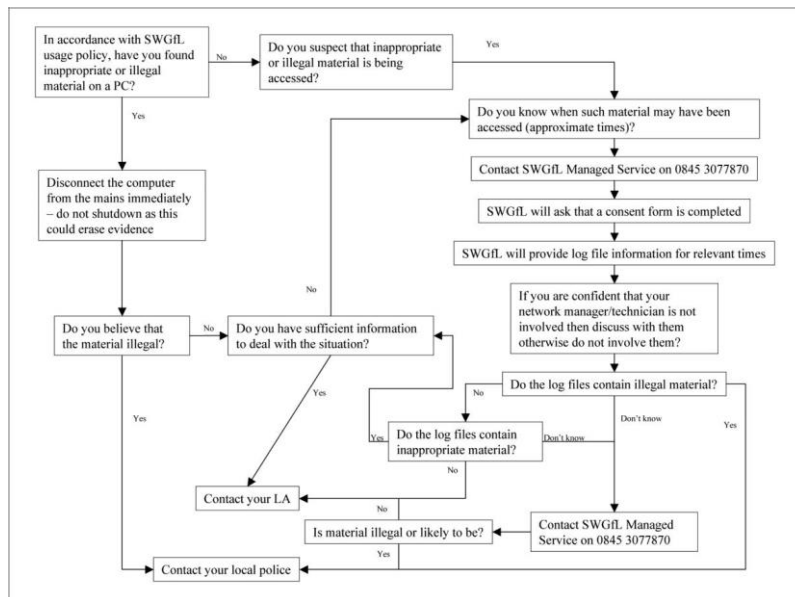 In accordance with SWGfL
usage policy, have you found
inappropriate or illegal
material on a PC?
No
Do you suspect that inappropriate
or illegal material is being
accessed?
Yes
Do you know when such material may have been
accessed (approximate times)?
Yes
Contact SWGfL Managed Service on 0845 3077870
Disconnect the computer
from the mains immediately
– do not shutdown as this
could erase evidence
SWGfL will ask that a consent form is completed
SWGfL will provide log file information for relevant times
No
If you are confident that your
network manager/technician is not
involved then discuss with them
otherwise do not involve them?
Do you believe that
the material illegal?
No
Do you have sufficient information
to deal with the situation?
Do the log files contain illegal material?
Yes
No
Yes
Don't know
Yes
Yes
Do the log files contain
inappropriate material?
Don't know
No
Contact your LA
No
Is material illegal or likely to be?
Contact SWGfL Managed
Service on 0845 3077870
Yes
Contact your local police